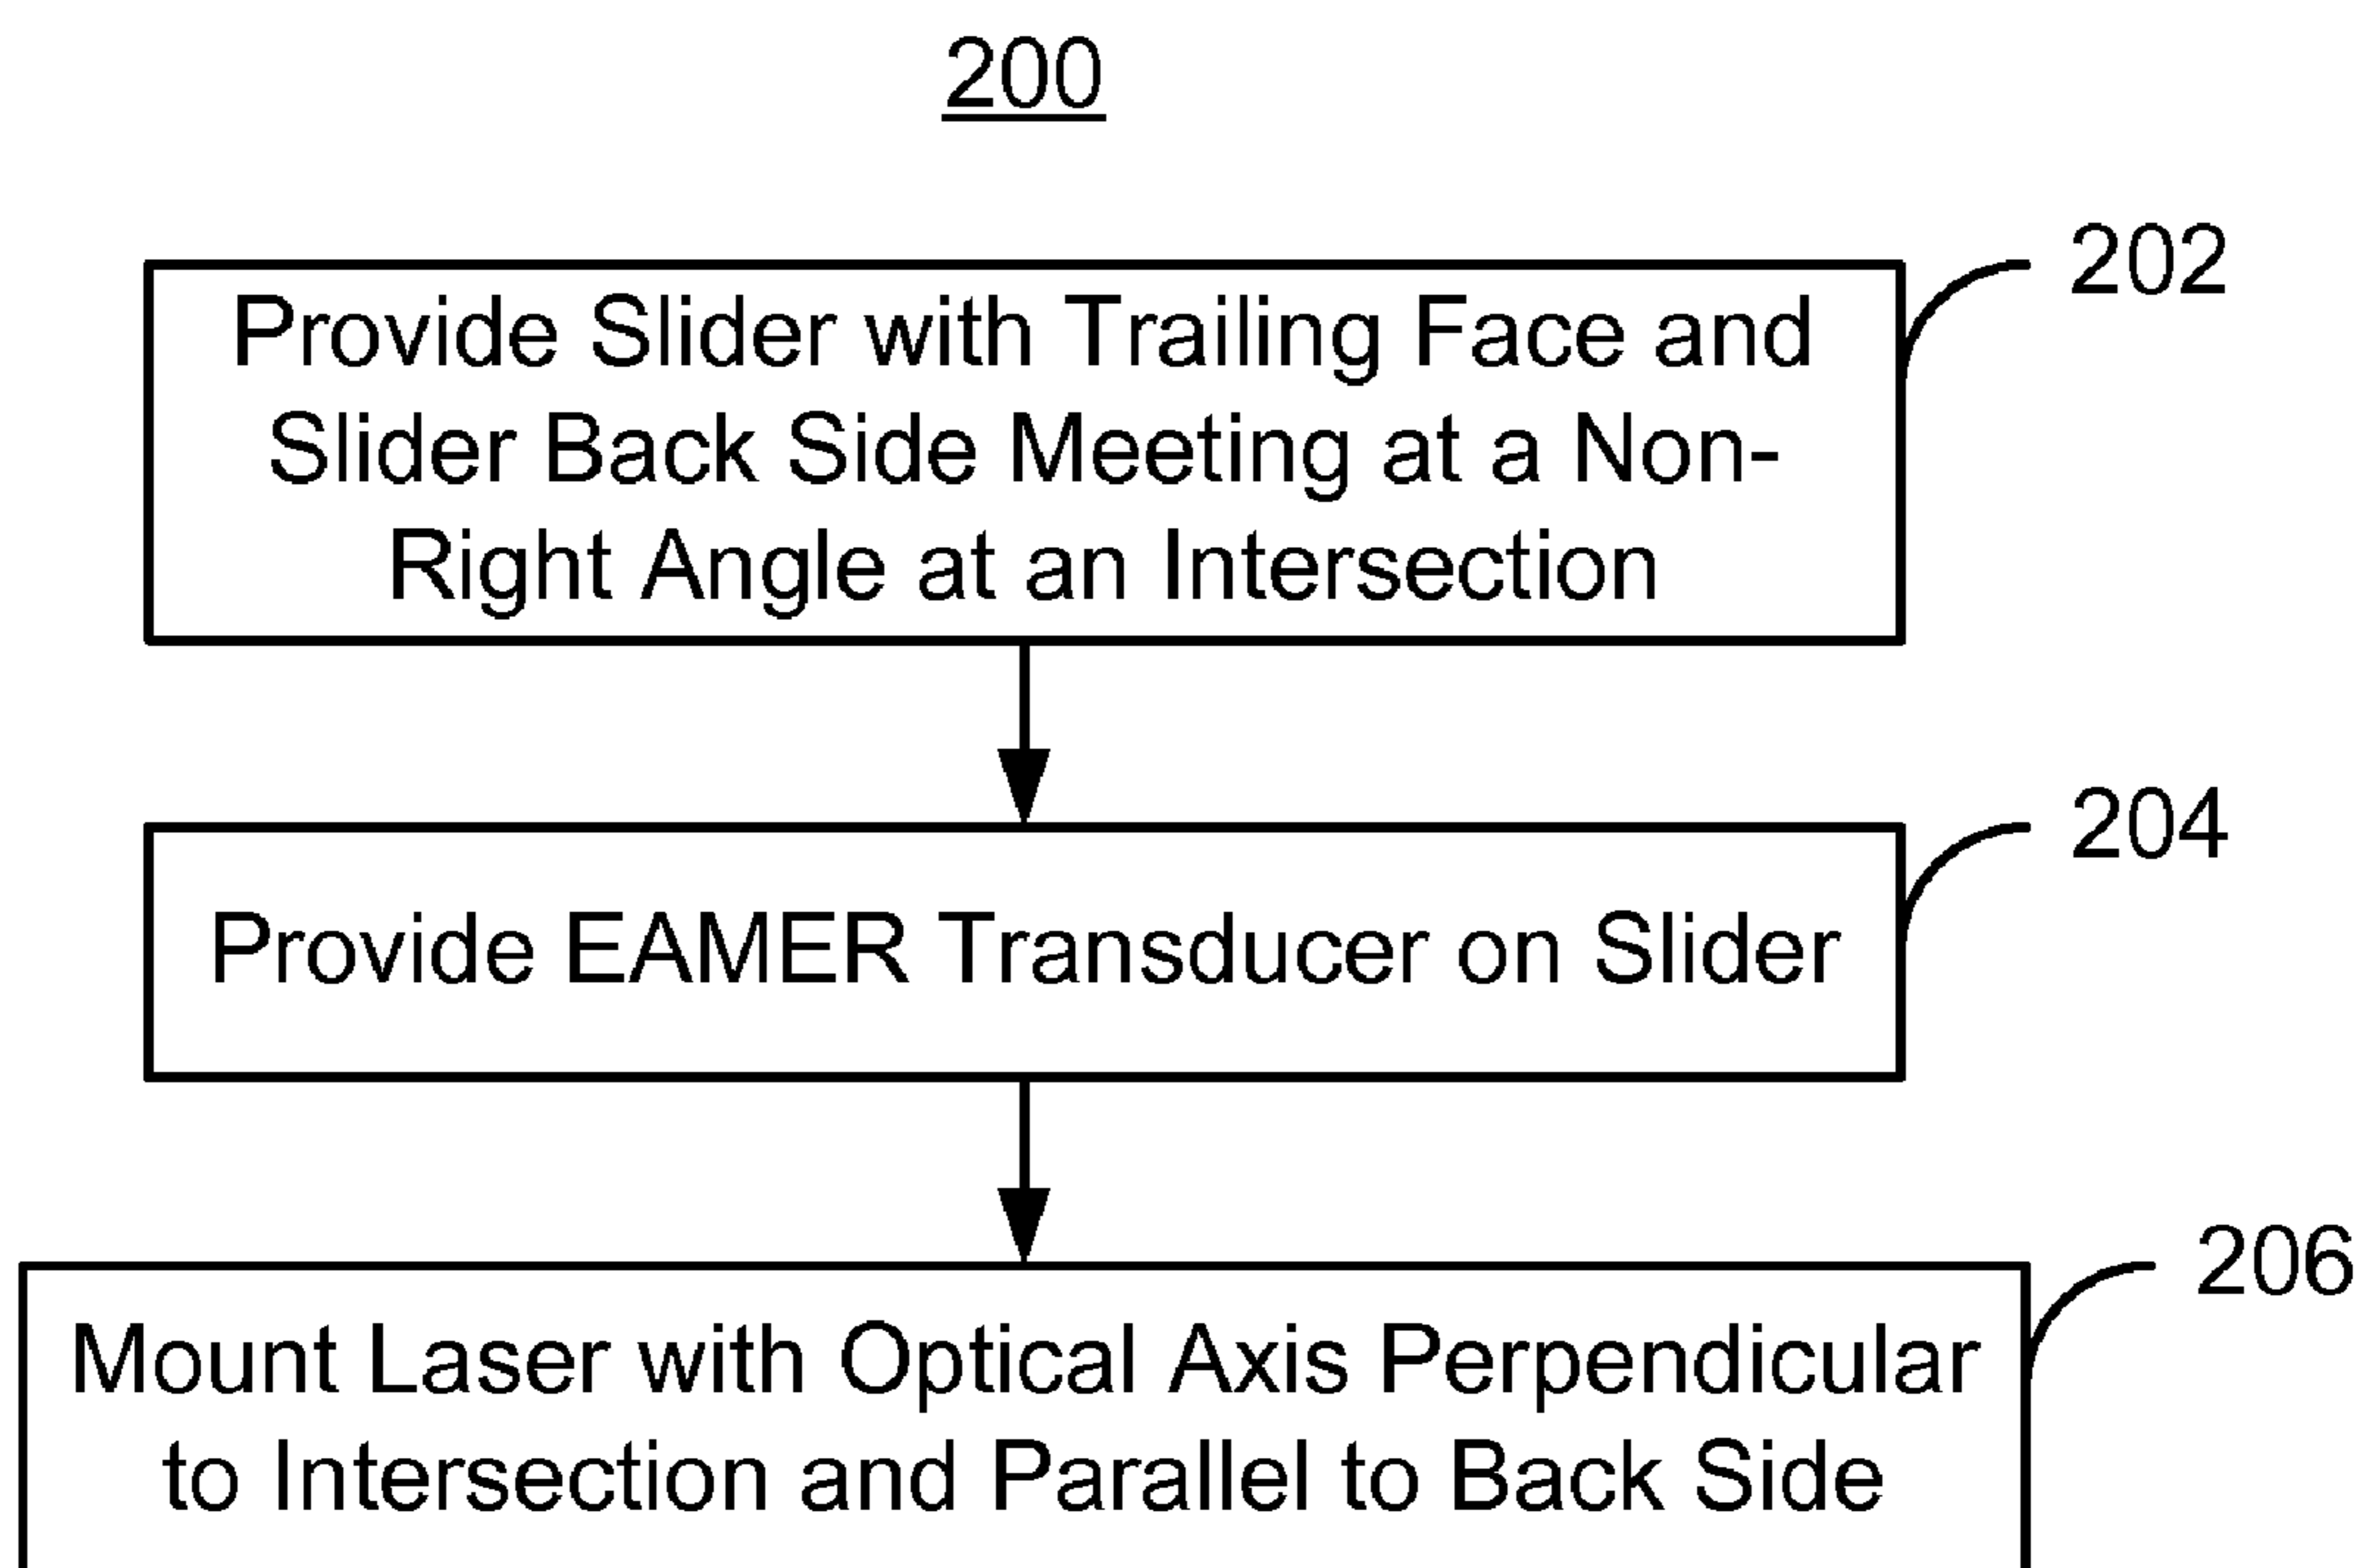 200
202
Provide Slider with Trailing Face and
Slider Back Side Meeting at a Non-
Right Angle at an Intersection
204
Provide EAMER Transducer on Slider
206
Mount Laser with Optical Axis Perpendicular
to Intersection and Parallel to Back Side